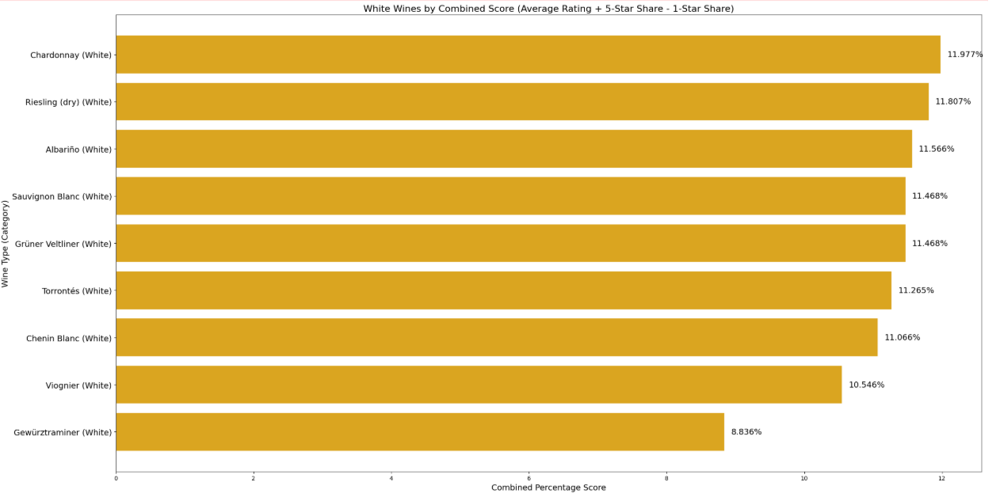 White Wines by Combined Score (Average Rating + 5-Star Share - 1-Star Share)
Wine Type (Category)
Chardonnay (White) 11.977%
Riesling (dry) (White) 11.807%
Albariño (White) 11.566%
Sauvignon Blanc (White) 11.468%
Grüner Veltliner (White) 11.468%
Torrontés (White) 11.265%
Chenin Blanc (White) 11.066%
Viognier (White) 10.546%
Gewürztraminer (White) 8.836%
0 2 4 6 8 10 12
Combined Percentage Score